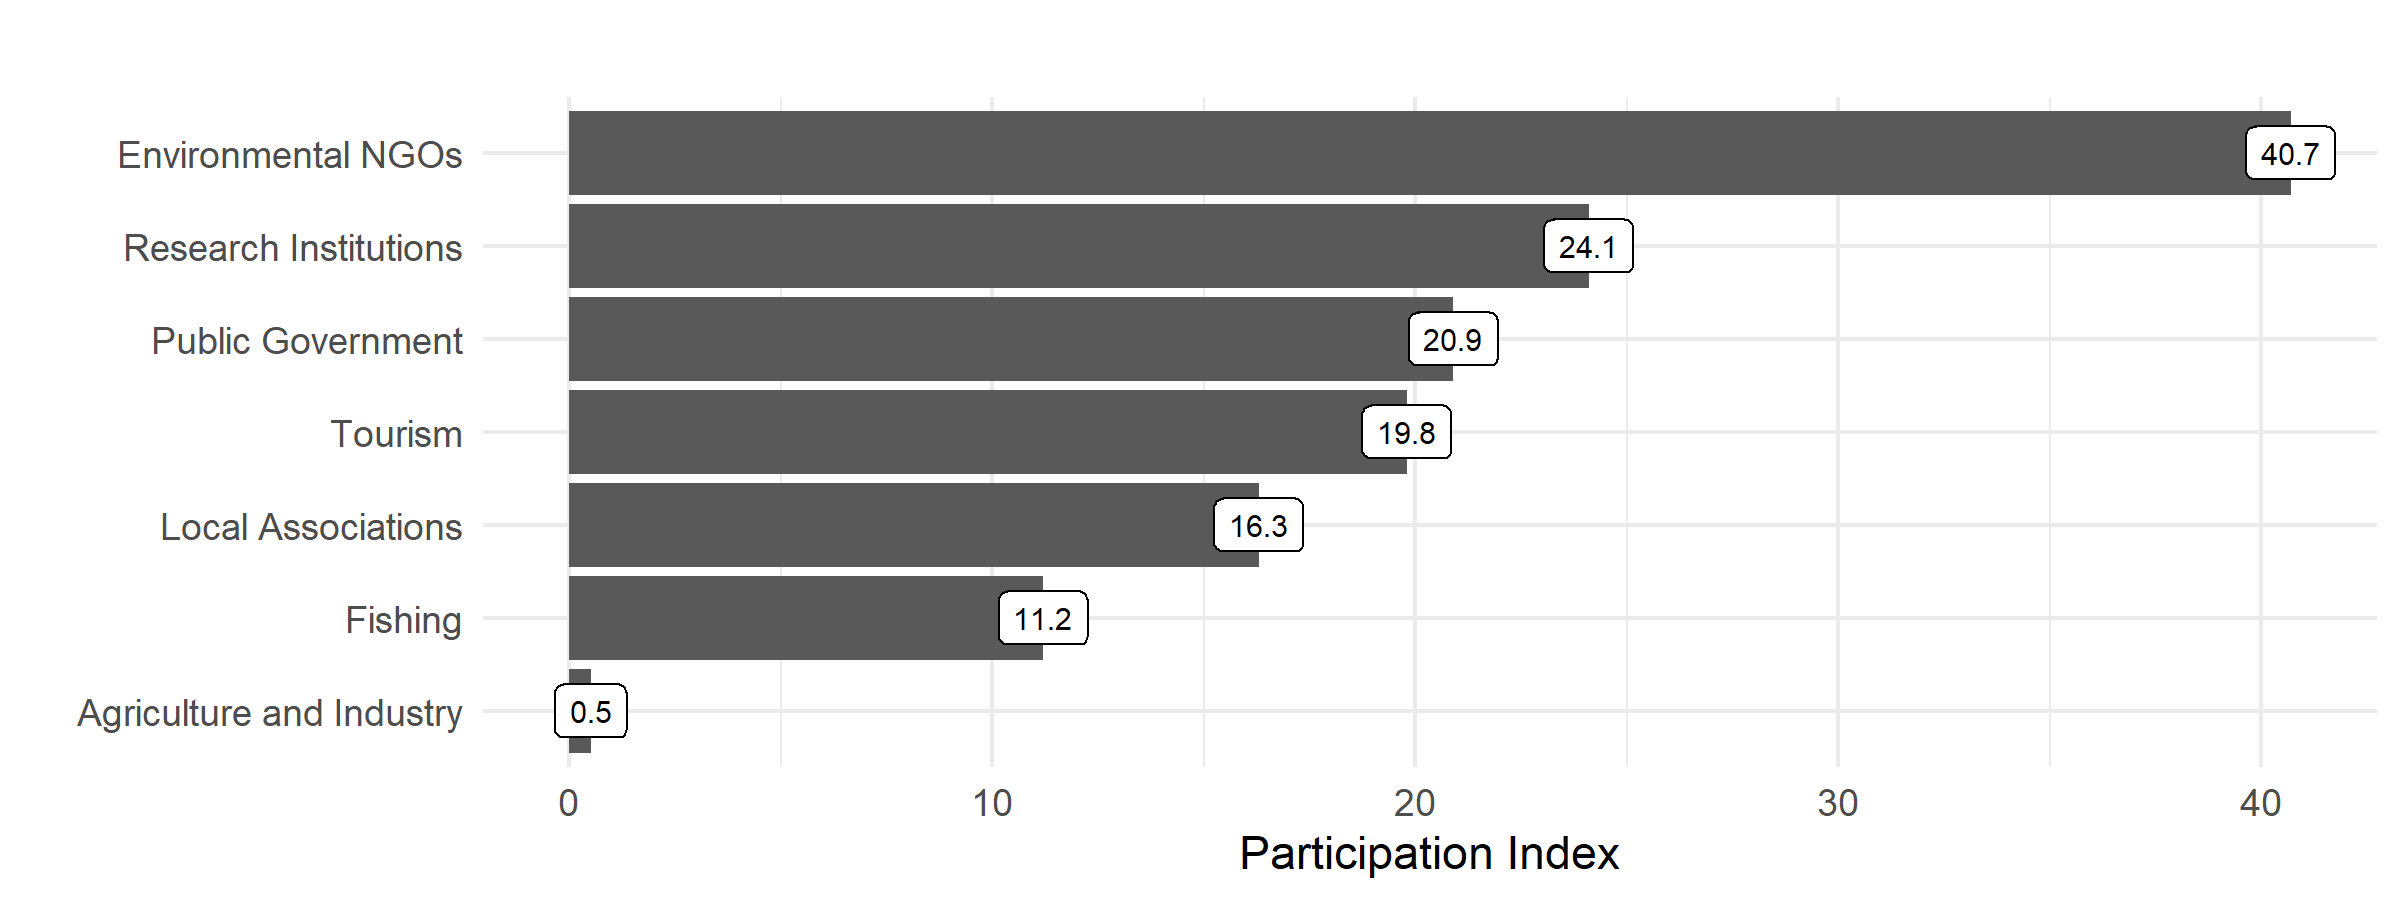 Environmental NGOs 40.7
Research Institutions 24.1
Public Government 20.9
Tourism 19.8
Local Associations 16.3
Fishing 11.2
Agriculture and Industry 0.5
0 10 20 30 40
Participation Index